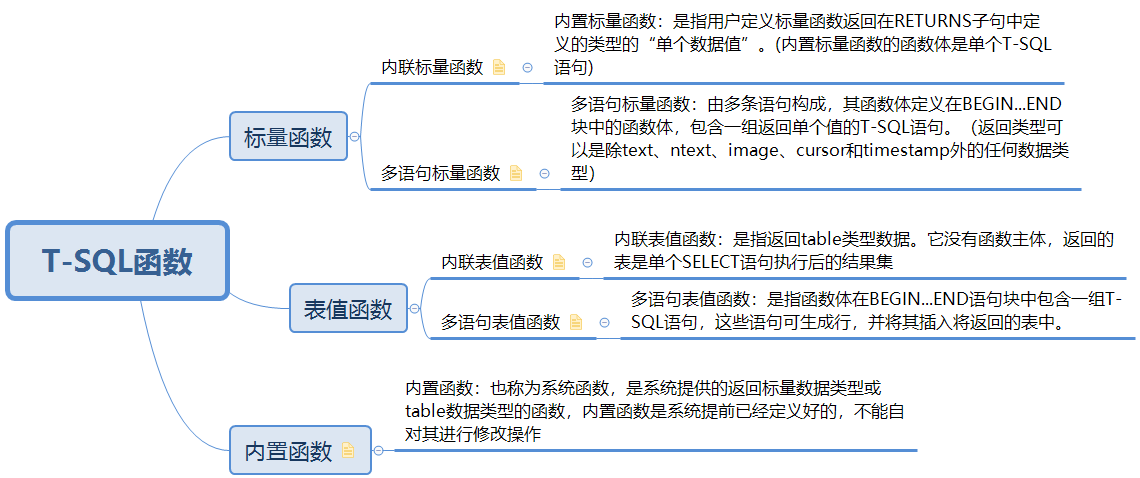 T-SQL函数
标量函数
内联标量函数
内置标量函数：是指用户定义标量函数返回在RETURNS子句中定
义的类型的“单个数据值”。(内置标量函数的函数体是单个T-SQL
语句)
多语句标量函数
多语句标量函数：由多条语句构成，其函数体定义在BEGIN...END
块中的函数体，包含一组返回单个值的T-SQL语句。（返回类型可
以是除text、ntext、image、cursor和timestamp外的任何数据类
型）
表值函数
内联表值函数
内联表值函数：是指返回table类型数据。它没有函数主体，返回的
表是单个SELECT语句执行后的结果集
多语句表值函数
多语句表值函数：是指函数体在BEGIN...END语句块中包含一组T-
SQL语句，这些语句可生成行，并将其插入将返回的表中。
内置函数
内置函数：也称为系统函数，是系统提供的返回标量数据类型或
table数据类型的函数，内置函数是系统提前已经定义好的，不能自
对其进行修改操作